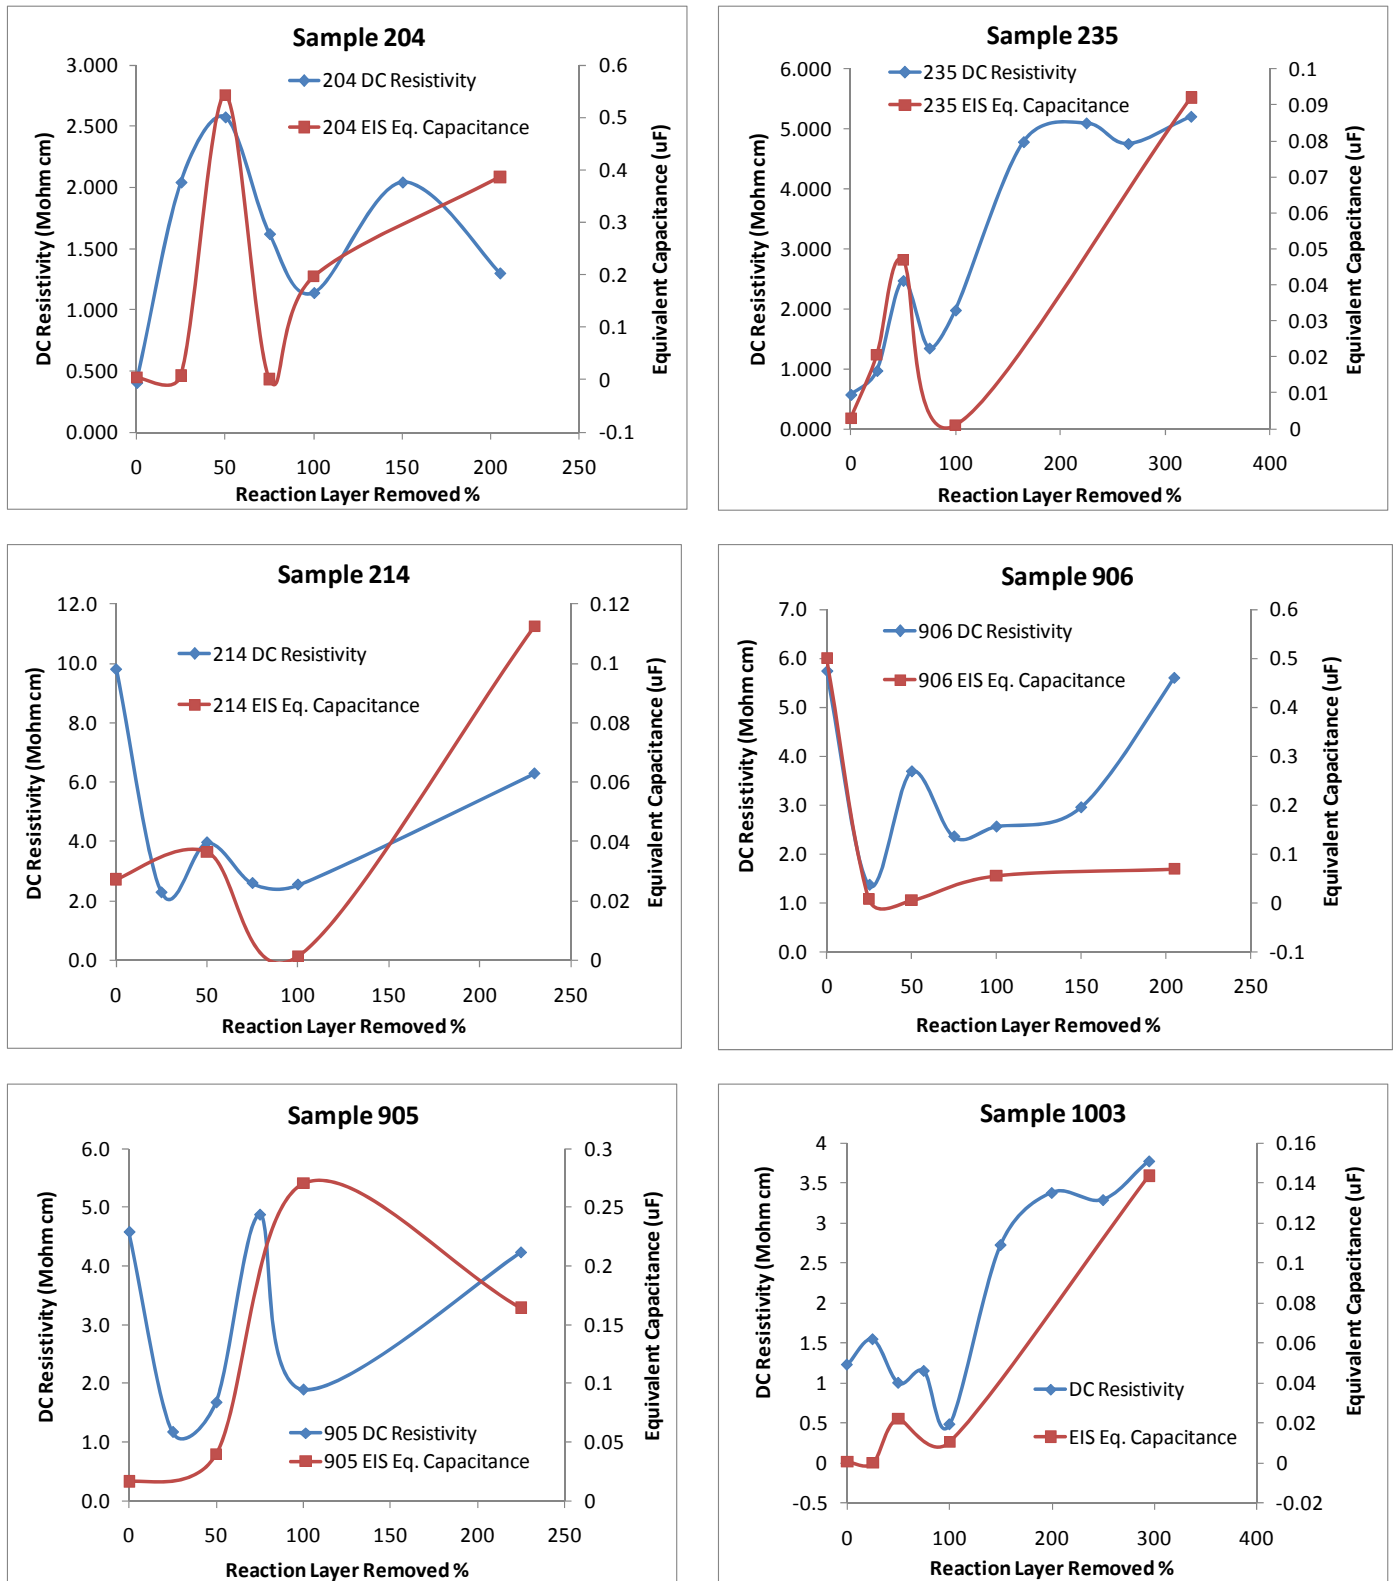 Sample 204
204 DC Resistivity
204 EIS Eq. Capacitance
DC Resistivity (Mohm cm)
3.000
2.500
2.000
1.500
1.000
0.500
0.000
0.6
0.5
0.4
0.3
0.2
0.1
0
-0.1
Equivalent Capacitance (uF)
0 50 100 150 200 250
Reaction Layer Removed %
Sample 235
235 DC Resistivity
235 EIS Eq. Capacitance
DC Resistivity (Mohm cm)
6.000
5.000
4.000
3.000
2.000
1.000
0.000
0.1
0.09
0.08
0.07
0.06
0.05
0.04
0.03
0.02
0.01
0
Equivalent Capacitance (uF)
0 100 200 300 400
Reaction Layer Removed %
Sample 214
214 DC Resistivity
214 EIS Eq. Capacitance
DC Resistivity (Mohm cm)
12.0
10.0
8.0
6.0
4.0
2.0
0.0
0.12
0.1
0.08
0.06
0.04
0.02
0
Equivalent Capacitance (uF)
0 50 100 150 200 250
Reaction Layer Removed %
Sample 906
906 DC Resistivity
906 EIS Eq. Capacitance
DC Resistivity (Mohm cm)
7.0
6.0
5.0
4.0
3.0
2.0
1.0
0.0
0.6
0.5
0.4
0.3
0.2
0.1
0
-0.1
Equivalent Capacitance (uF)
0 50 100 150 200 250
Reaction Layer Removed %
Sample 905
905 DC Resistivity
905 EIS Eq. Capacitance
DC Resistivity (Mohm cm)
6.0
5.0
4.0
3.0
2.0
1.0
0.0
0.3
0.25
0.2
0.15
0.1
0.05
0
Equivalent Capacitance (uF)
0 50 100 150 200 250
Reaction Layer Removed %
Sample 1003
DC Resistivity
EIS Eq. Capacitance
DC Resistivity (Mohm cm)
4
3.5
3
2.5
2
1.5
1
0.5
0
-0.5
0.16
0.14
0.12
0.1
0.08
0.06
0.04
0.02
0
-0.02
Equivalent Capacitance (uF)
0 100 200 300 400
Reaction Layer Removed %